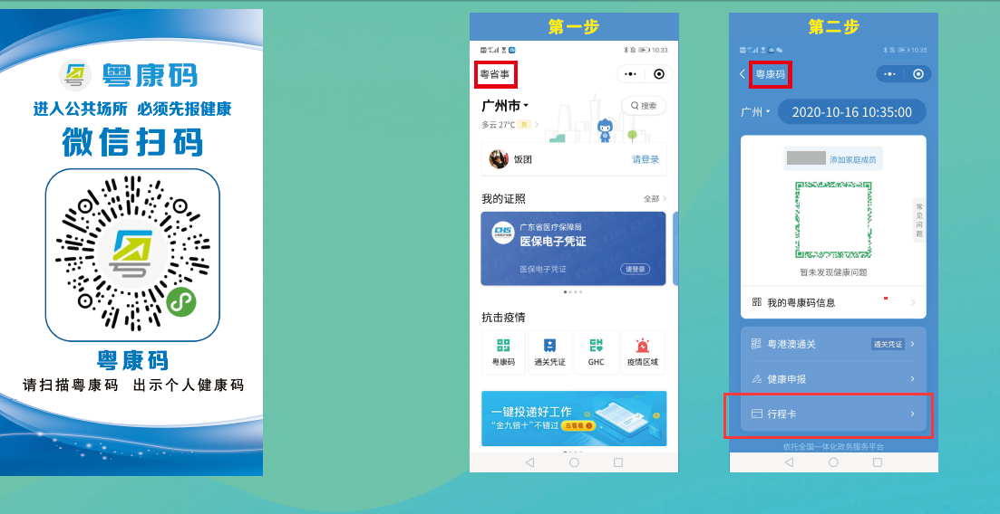 粤康码
进入公共场所 必须先报健康
微信扫码
粤康码
请扫描粤康码 出示个人健康码
第一步
10:33
粤省事
广州市
搜索
多云 27℃
饭团
请登录
我的证照
全部
CHS
广东省医疗保障局
医保电子凭证
医保电子凭证
请登录
抗击疫情
粤康码
通关凭证
GHC
疫情区域
一键投递好工作
“金九银十”不错过
去看看
第二步
10:35
粤康码
广州
2020-10-16 10:35:00
添加家庭成员
常见问题
暂未发现健康问题
我的粤康码信息
粤港澳通关
通关凭证
健康申报
行程卡
依托全国一体化政务服务平台